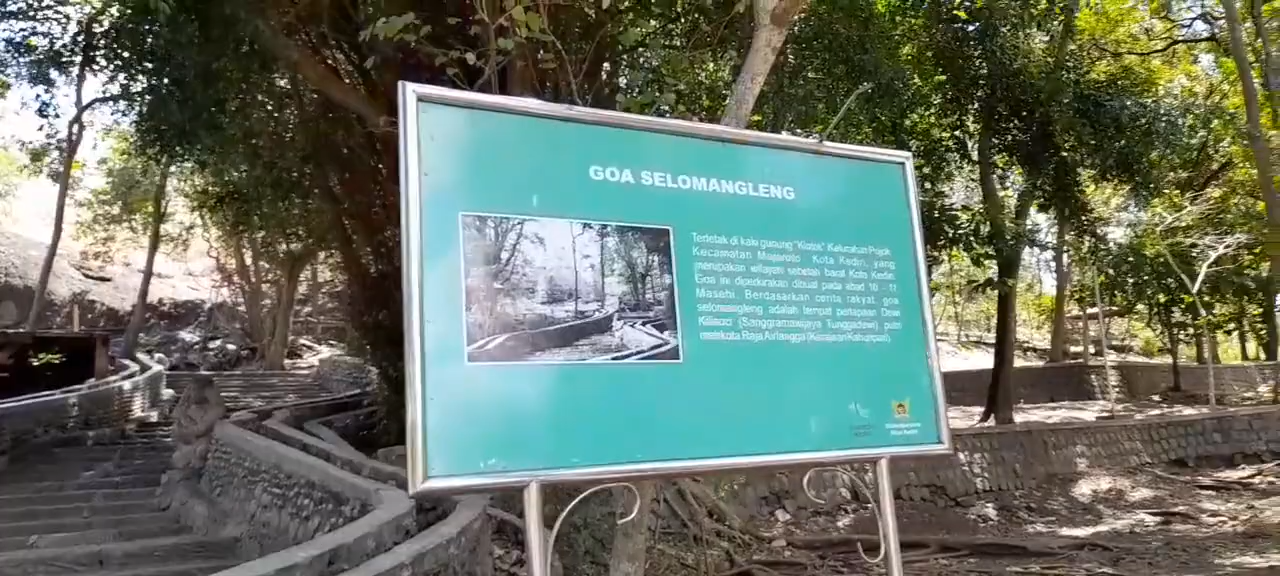 GOA SELOMANGLENG
Terletak di kaki gunung "Klotok" Kelurahan Pojok
Kecamatan Mojoroto Kota Kediri, yang
merupakan wilayah sebelah barat Kota Kediri.
Goa ini diperkirakan dibuat pada abad 10 - 11
Masehi. Berdasarkan cerita rakyat, goa
selomangleng adalah tempat pertapaan Dewi
Kilisuci (Sanggramawijaya Tunggadewi) putri
mahkota Raja Airlangga (Kerajaan Kahuripan)